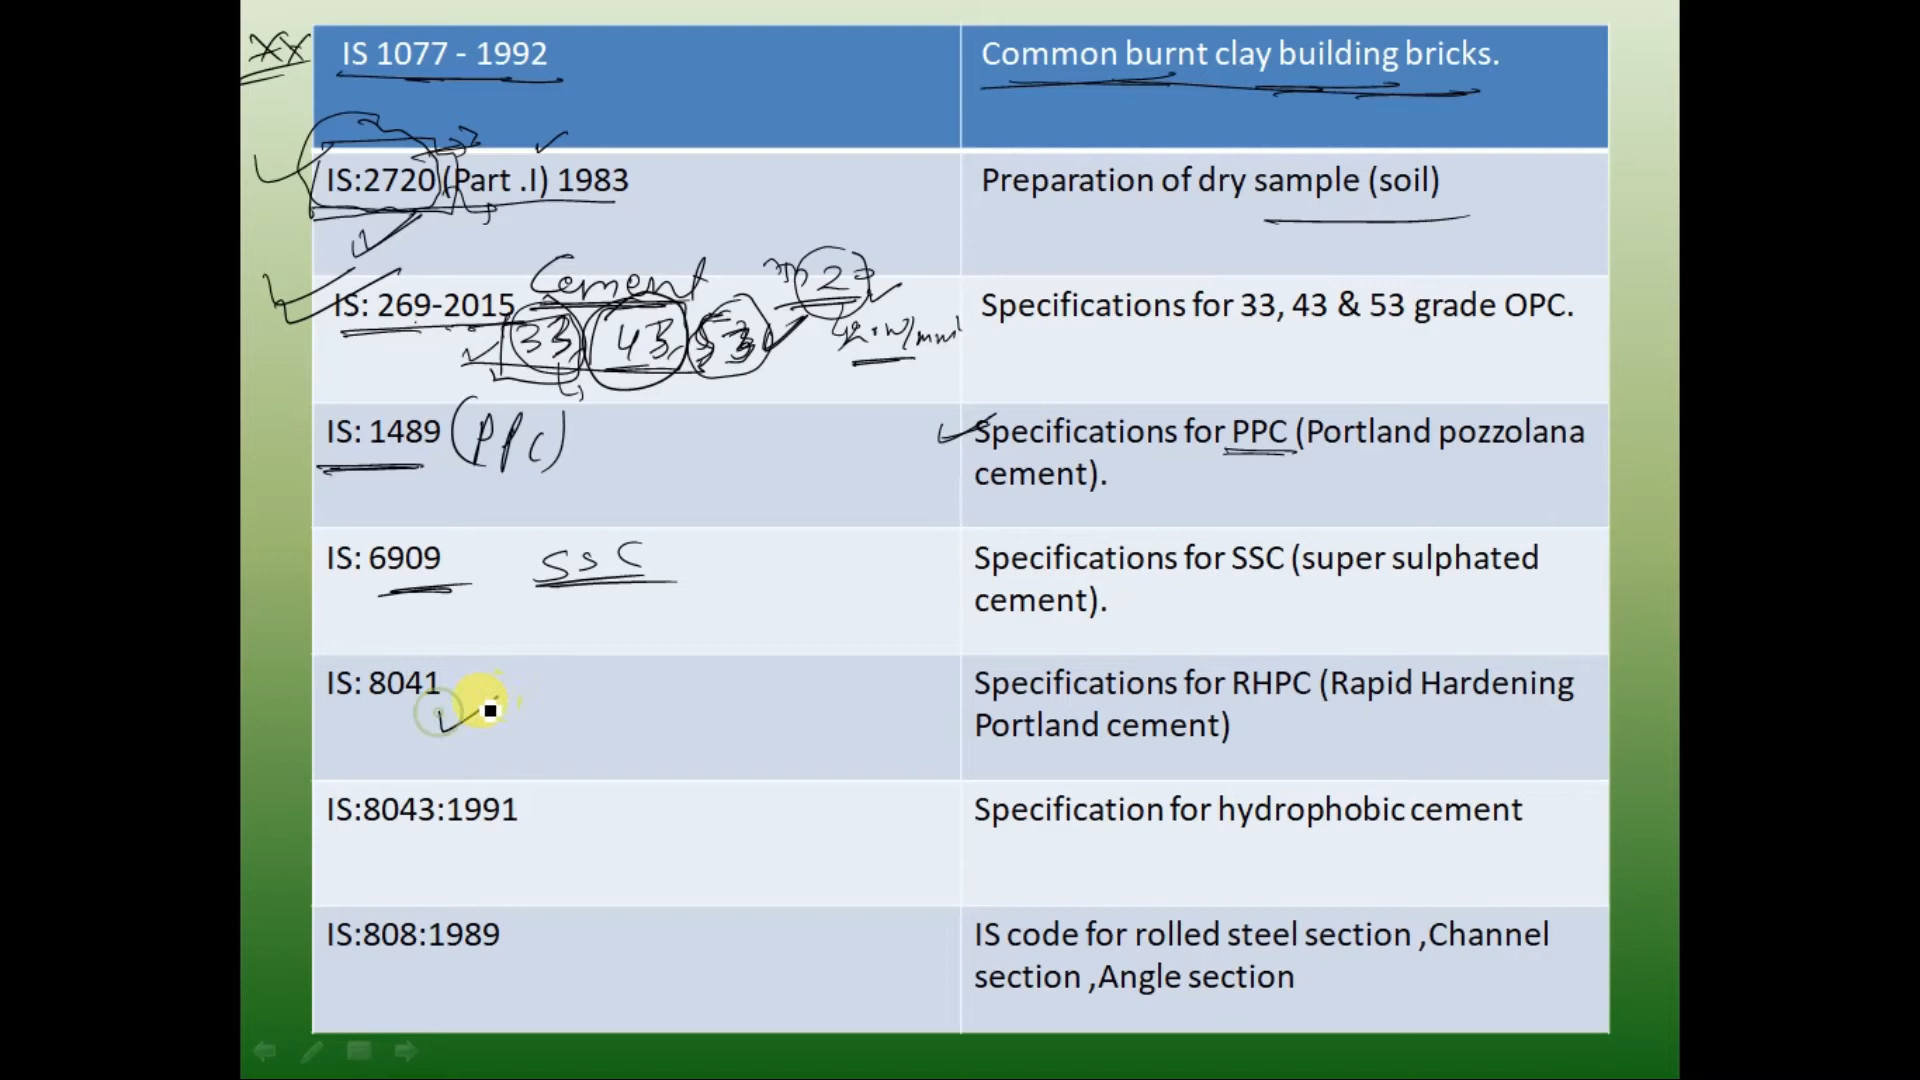 IS 1077 - 1992
Common burnt clay building bricks.
IS:2720 (Part .I) 1983
Preparation of dry sample (soil)
Cement
2
IS: 269-2015
33, 43, 53
Specifications for 33, 43 & 53 grade OPC.
IS: 1489 (PPC)
Specifications for PPC (Portland pozzolana
cement).
IS: 6909
SSC
Specifications for SSC (super sulphated
cement).
IS: 8041
Specifications for RHPC (Rapid Hardening
Portland cement)
IS:8043:1991
Specification for hydrophobic cement
IS:808:1989
IS code for rolled steel section ,Channel
section ,Angle section